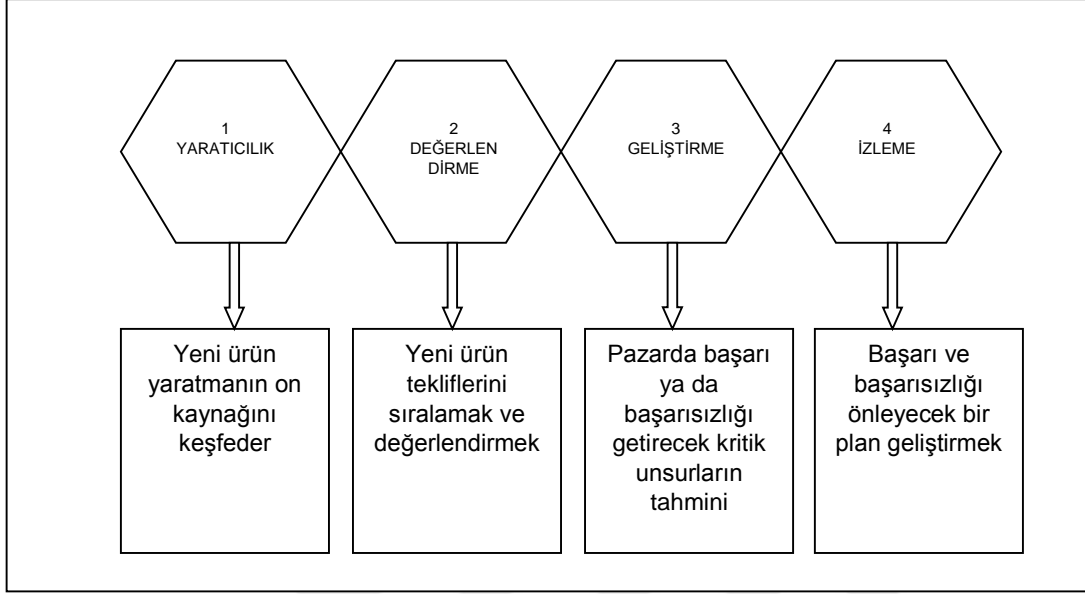 1
YARATICILIK
2
DEĞERLEN
DİRME
3
GELİŞTİRME
4
İZLEME
Yeni ürün
yaratmanın on
kaynağını
keşfeder
Yeni ürün
tekliflerini
sıralamak ve
değerlendirmek
Pazarda başarı
ya da
başarısızlığı
getirecek kritik
unsurların
tahmini
Başarı ve
başarısızlığı
önleyecek bir
plan geliştirmek